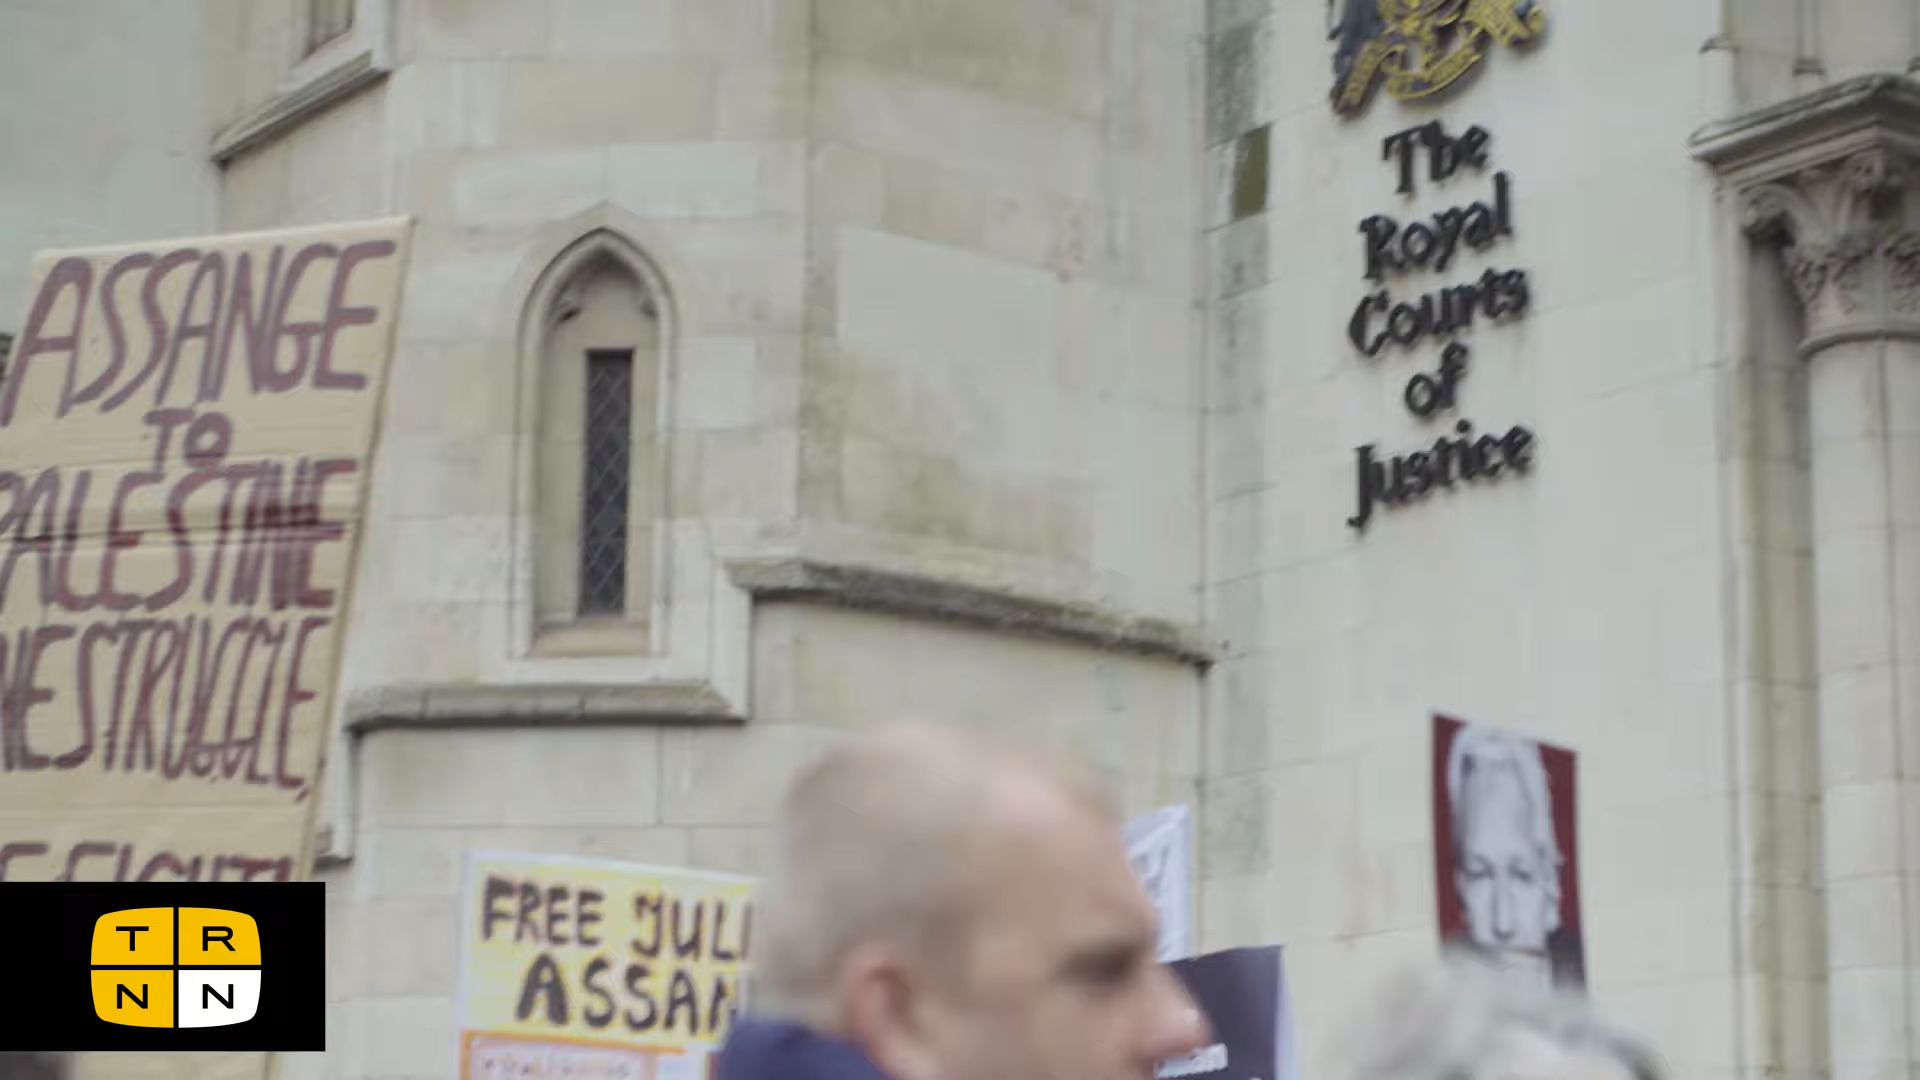 The
Royal
Courts
of
Justice
ASSANGE
TO
PALESTINE
ONE STRUGGLE,
FREE JULI
ASSAN
T R
N N